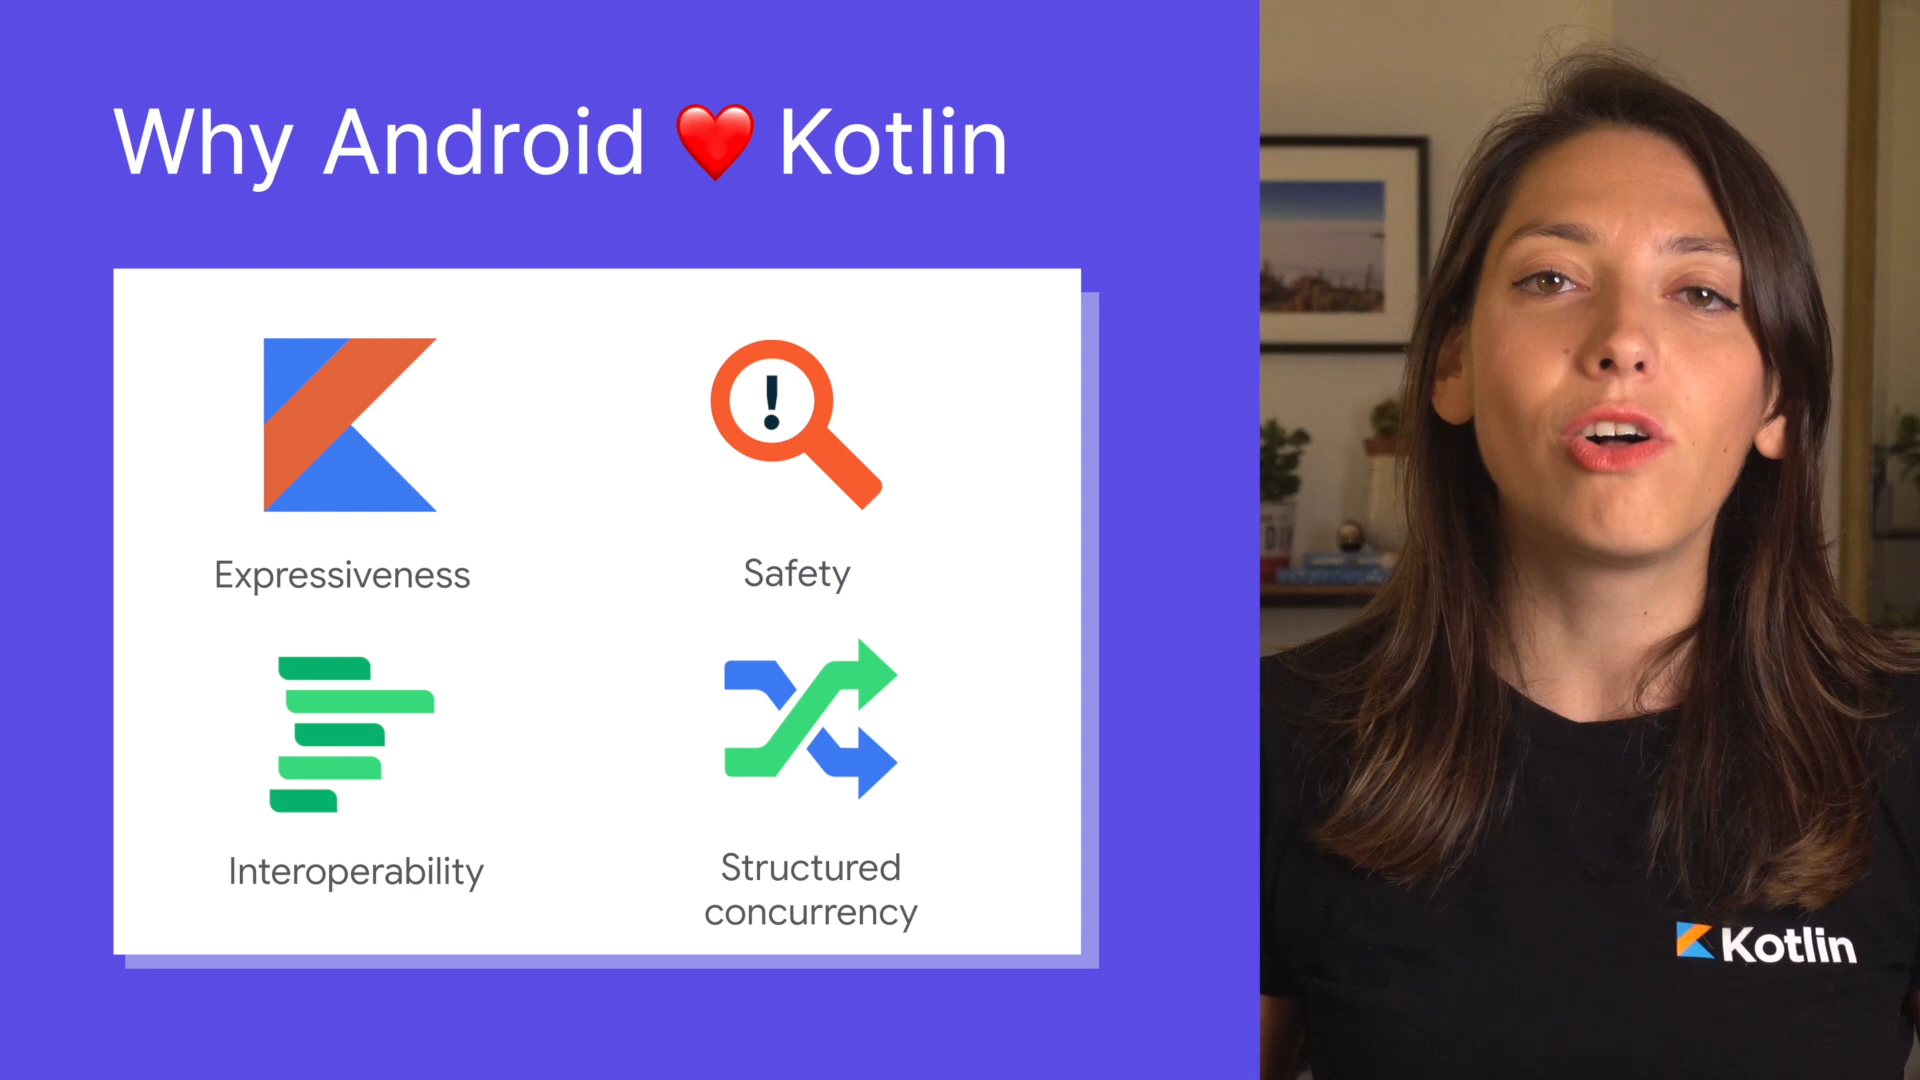 Why Android ❤️ Kotlin
Expressiveness
Safety
Interoperability
Structured
concurrency
Kotlin